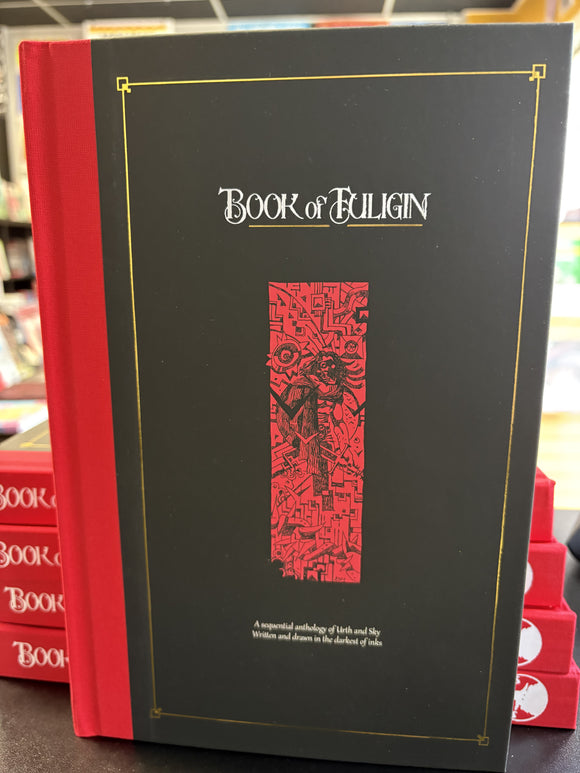 BOOK OF FULIGIN
A sequential anthology of Urth and Sky
Written and drawn in the darkest of inks
BOOK
BOOK
BOOK
BOOK